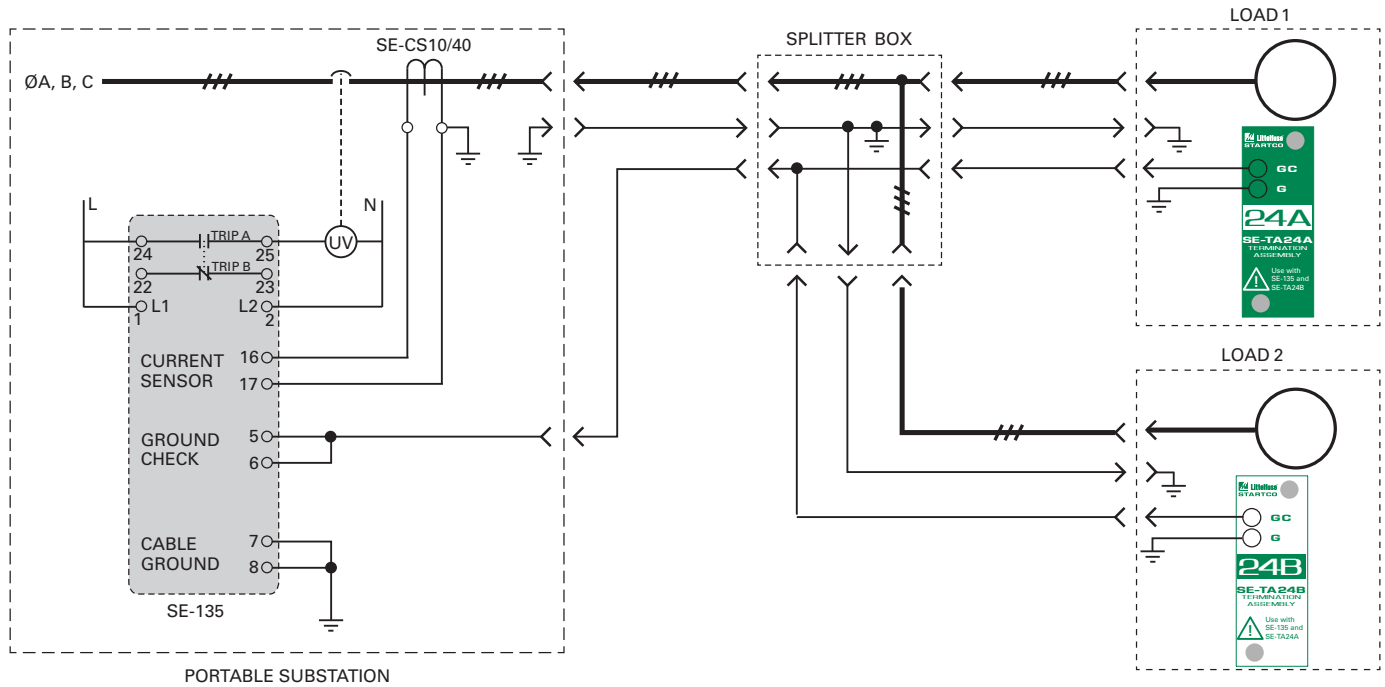 LOAD 1
SE-CS10/40
SPLITTER BOX
ØA, B, C
Littelfuse
STARTCO
GC
G
24A
SE-TA24A
TERMINATION
ASSEMBLY
Use with
SE-135 and
SE-TA24B
L
N
24
TRIP A
25
UV
22
TRIP B
23
L1
L2
1
2
CURRENT
SENSOR
16
17
GROUND
CHECK
5
6
CABLE
GROUND
7
8
SE-135
PORTABLE SUBSTATION
LOAD 2
Littelfuse
STARTCO
GC
G
24B
SE-TA24B
TERMINATION
ASSEMBLY
Use with
SE-135 and
SE-TA24A